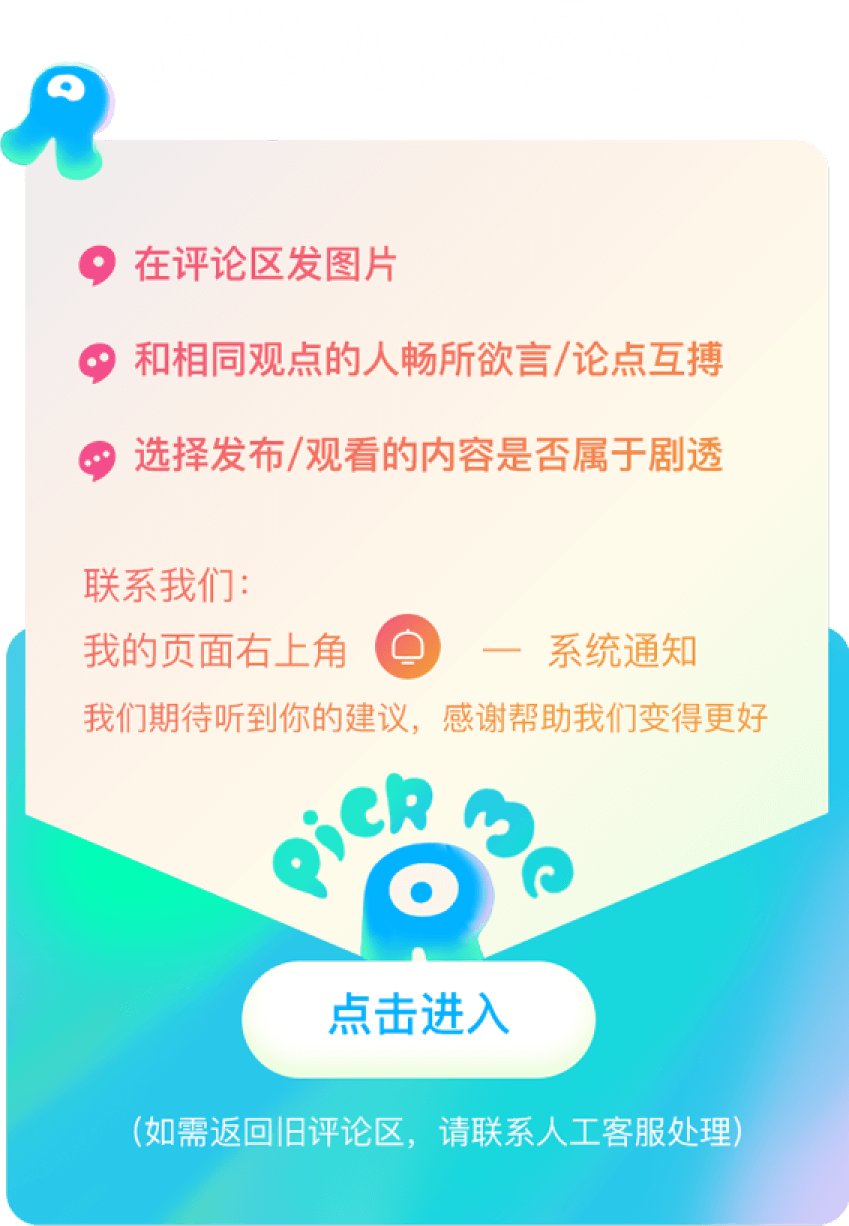 在评论区发图片
和相同观点的人畅所欲言/论点互搏
选择发布/观看的内容是否属于剧透
联系我们：
我的页面右上角 — 系统通知
我们期待听到你的建议，感谢帮助我们变得更好
PiCR Me
点击进入
（如需返回旧评论区，请联系人工客服处理）